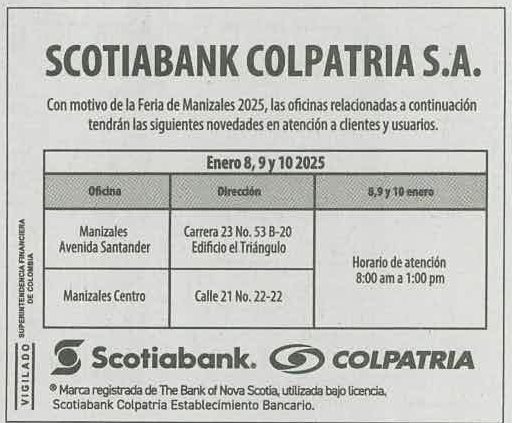 SCOTIABANK COLPATRIA S.A.
Con motivo de la Feria de Manizales 2025, las oficinas relacionadas a continuación
tendrán las siguientes novedades en atención a clientes y usuarios.
Enero 8, 9 y 10 2025
Oficina
Dirección
8,9 y 10 enero
Manizales
Avenida Santander
Carrera 23 No. 53 B-20
Edificio el Triángulo
Horario de atención
8:00 am a 1:00 pm
Manizales Centro
Calle 21 No. 22-22
VIGILADO
SUPERINTENDENCIA FINANCIERA
DE COLOMBIA
Scotiabank.
COLPATRIA
® Marca registrada de The Bank of Nova Scotia, utilizada bajo licencia.
Scotiabank Colpatria Establecimiento Bancario.